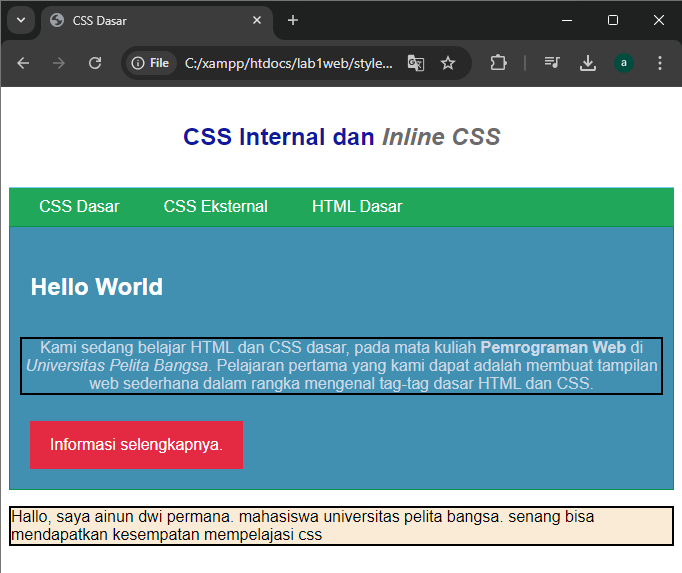 CSS Dasar
File
C:/xampp/htdocs/lab1web/style...
a
CSS Internal dan Inline CSS
CSS Dasar CSS Eksternal HTML Dasar
Hello World
Kami sedang belajar HTML dan CSS dasar, pada mata kuliah Pemrograman Web di
Universitas Pelita Bangsa. Pelajaran pertama yang kami dapat adalah membuat tampilan
web sederhana dalam rangka mengenal tag-tag dasar HTML dan CSS.
Informasi selengkapnya.
Hallo, saya ainun dwi permana. mahasiswa universitas pelita bangsa. senang bisa
mendapatkan kesempatan mempelajasi css